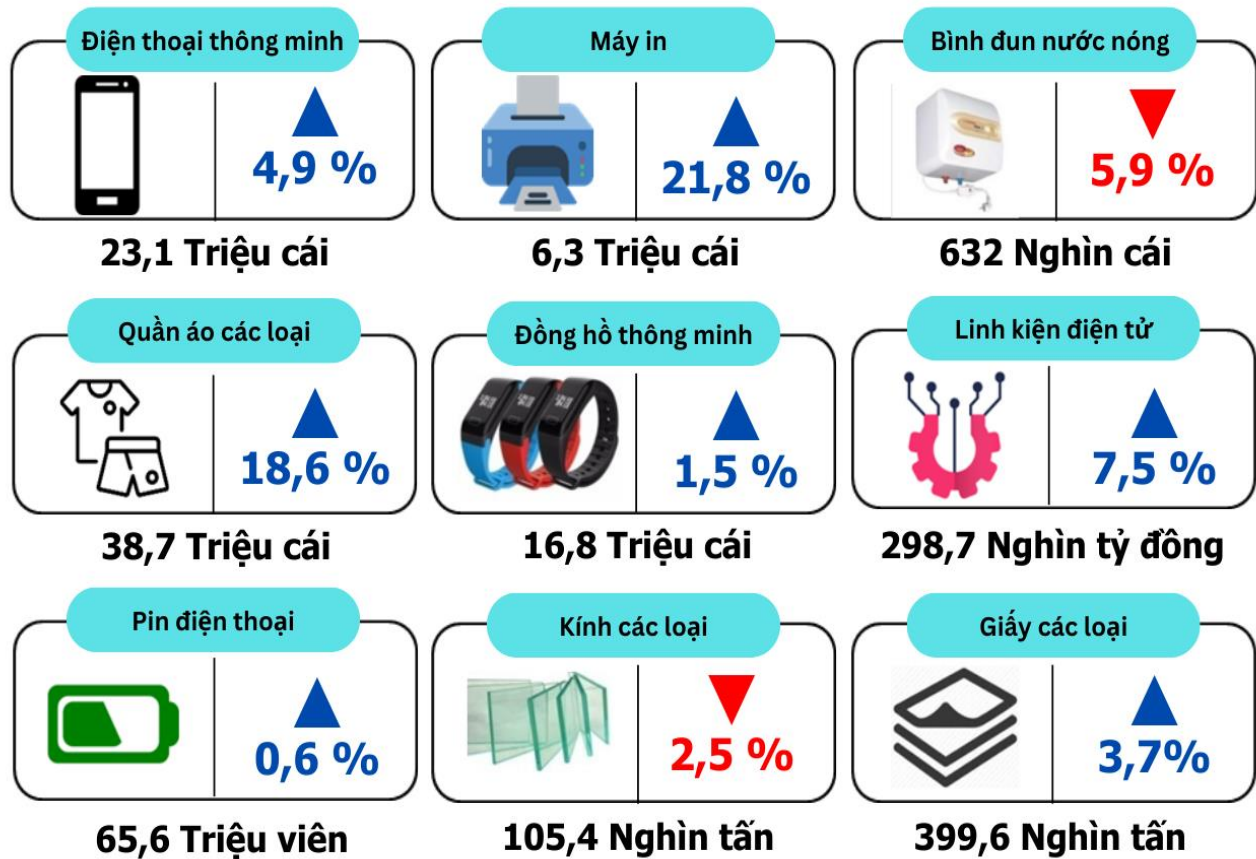 Điện thoại thông minh
4,9 %
23,1 Triệu cái
Máy in
21,8 %
6,3 Triệu cái
Bình đun nước nóng
5,9 %
632 Nghìn cái
Quần áo các loại
18,6 %
38,7 Triệu cái
Đồng hồ thông minh
1,5 %
16,8 Triệu cái
Linh kiện điện tử
7,5 %
298,7 Nghìn tỷ đồng
Pin điện thoại
0,6 %
65,6 Triệu viên
Kính các loại
2,5 %
105,4 Nghìn tấn
Giấy các loại
3,7%
399,6 Nghìn tấn